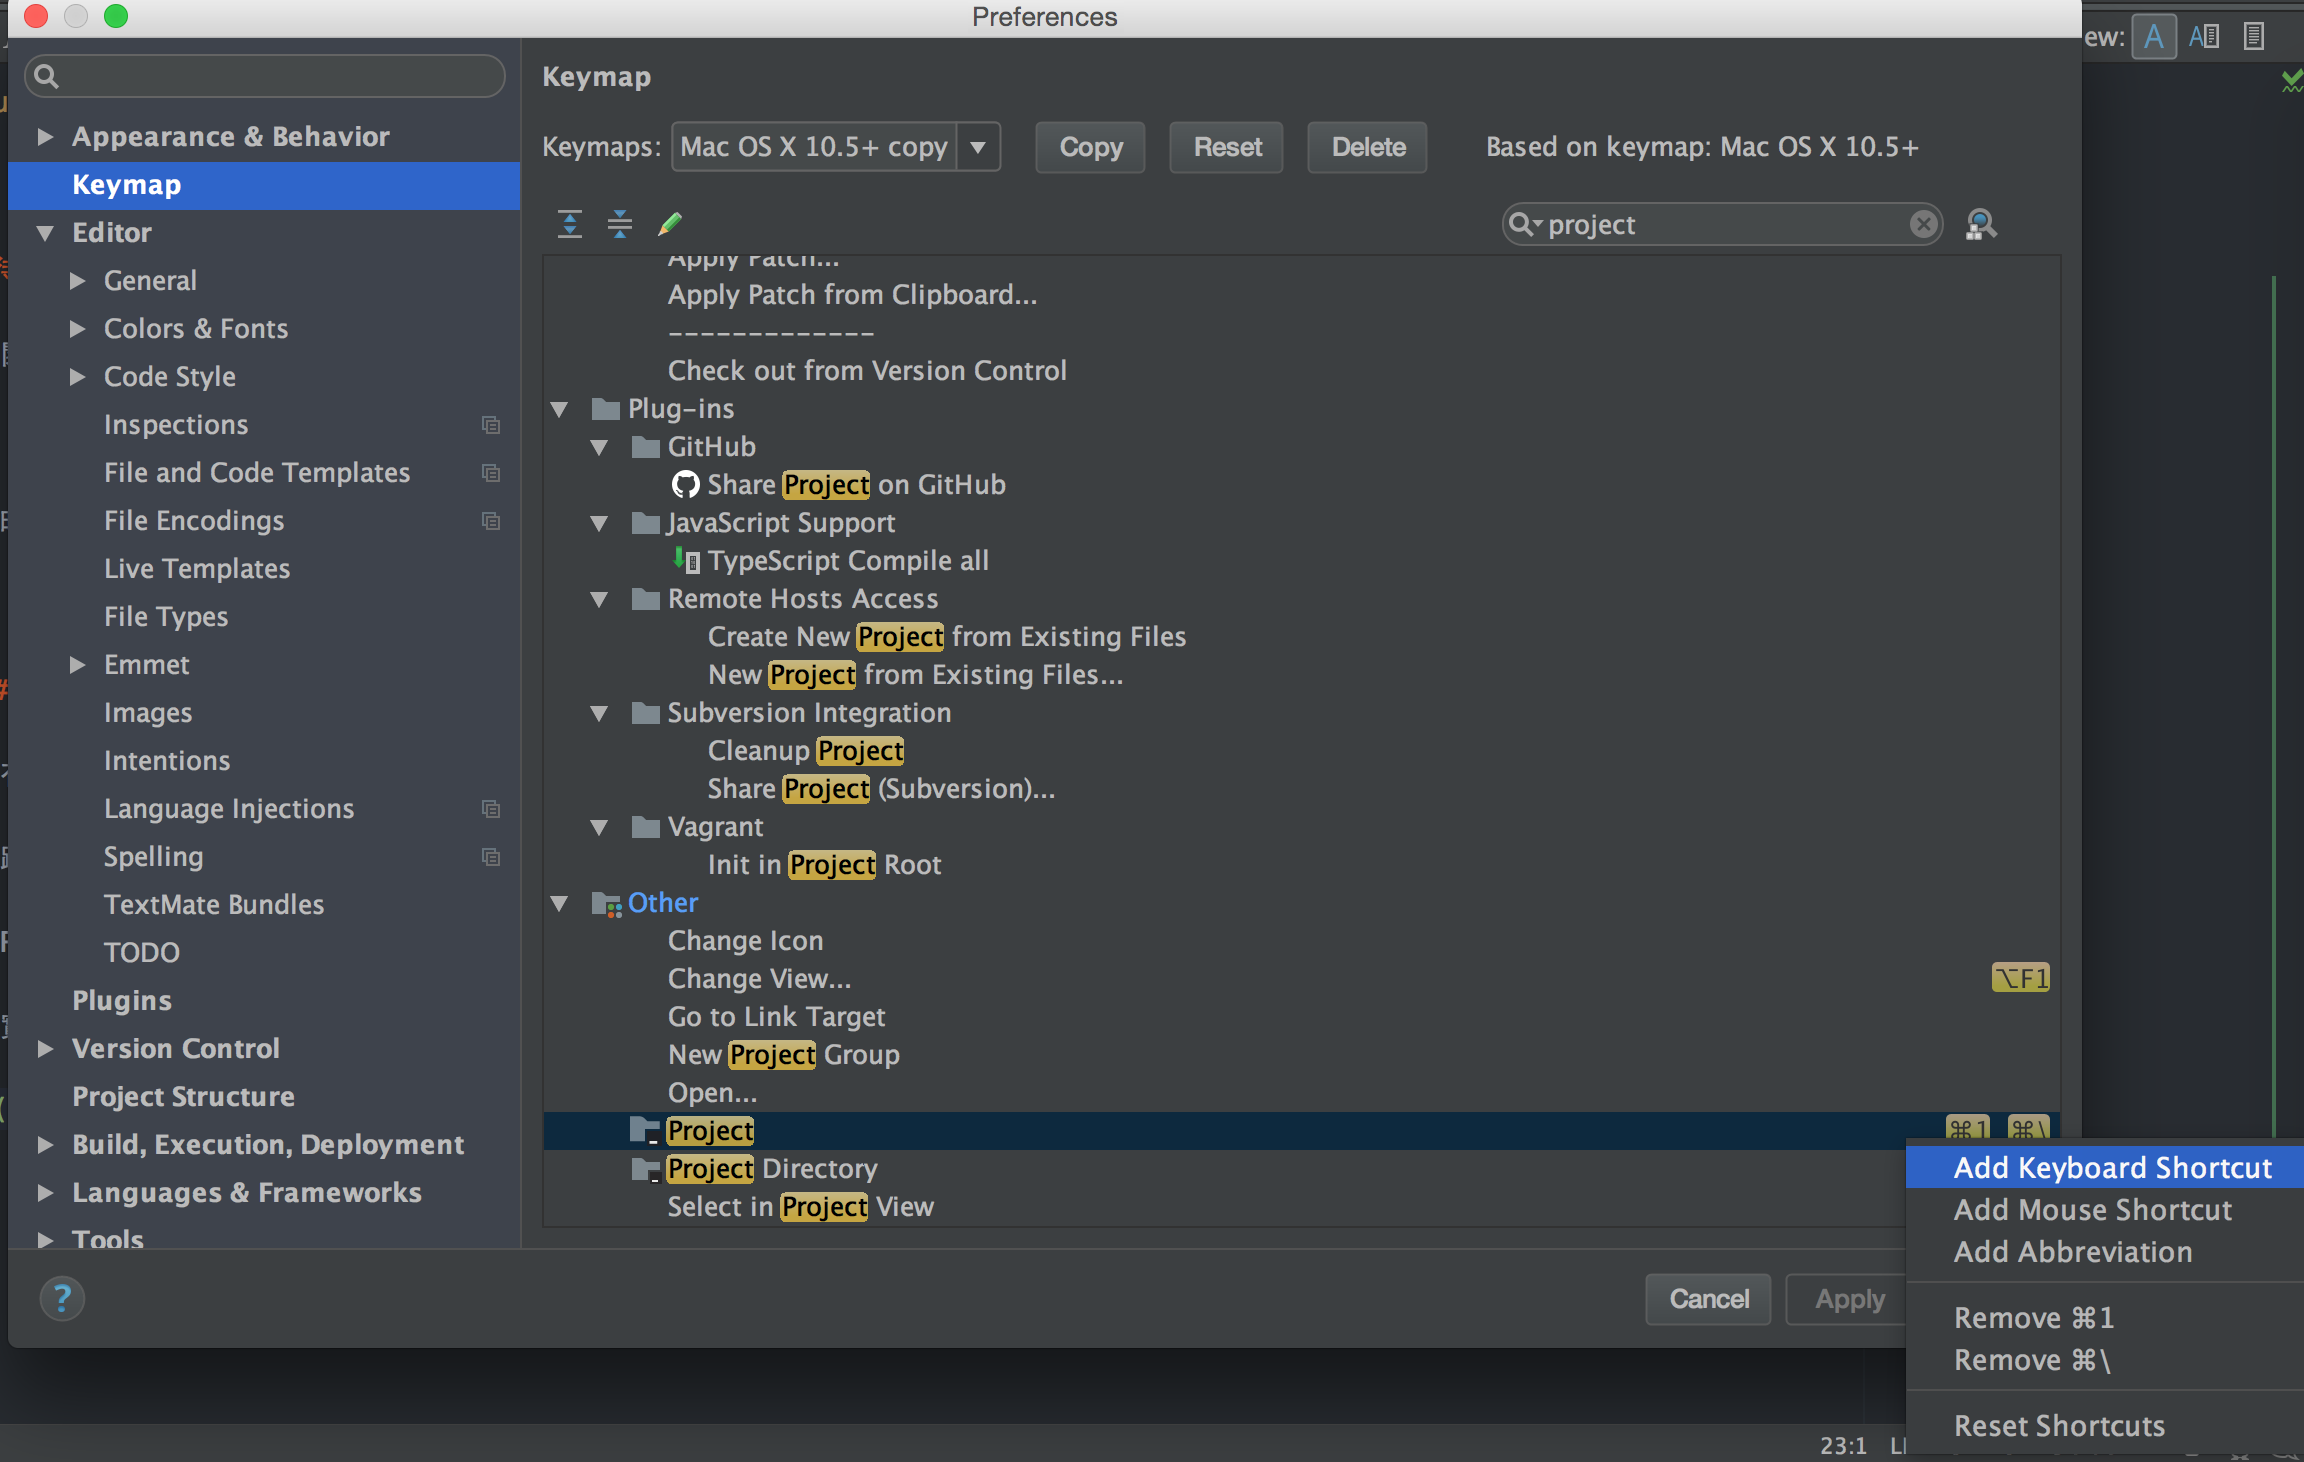 Preferences
ew:
Appearance & Behavior
Keymap
Editor
General
Colors & Fonts
Code Style
Inspections
File and Code Templates
File Encodings
Live Templates
File Types
Emmet
Images
Intentions
Language Injections
Spelling
TextMate Bundles
TODO
Plugins
Version Control
Project Structure
Build, Execution, Deployment
Languages & Frameworks
Tools
Keymap
Keymaps: Mac OS X 10.5+ copy Copy Reset Delete Based on keymap: Mac OS X 10.5+
project
Apply Patch...
Apply Patch from Clipboard...
-------------
Check out from Version Control
Plug-ins
GitHub
Share Project on GitHub
JavaScript Support
TypeScript Compile all
Remote Hosts Access
Create New Project from Existing Files
New Project from Existing Files...
Subversion Integration
Cleanup Project
Share Project (Subversion)...
Vagrant
Init in Project Root
Other
Change Icon
Change View... ⌥F1
Go to Link Target
New Project Group
Open...
Project ⌘1 ⌘\
Project Directory
Select in Project View
Add Keyboard Shortcut
Add Mouse Shortcut
Add Abbreviation
Remove ⌘1
Remove ⌘\
Reset Shortcuts
? Cancel Apply
23:1